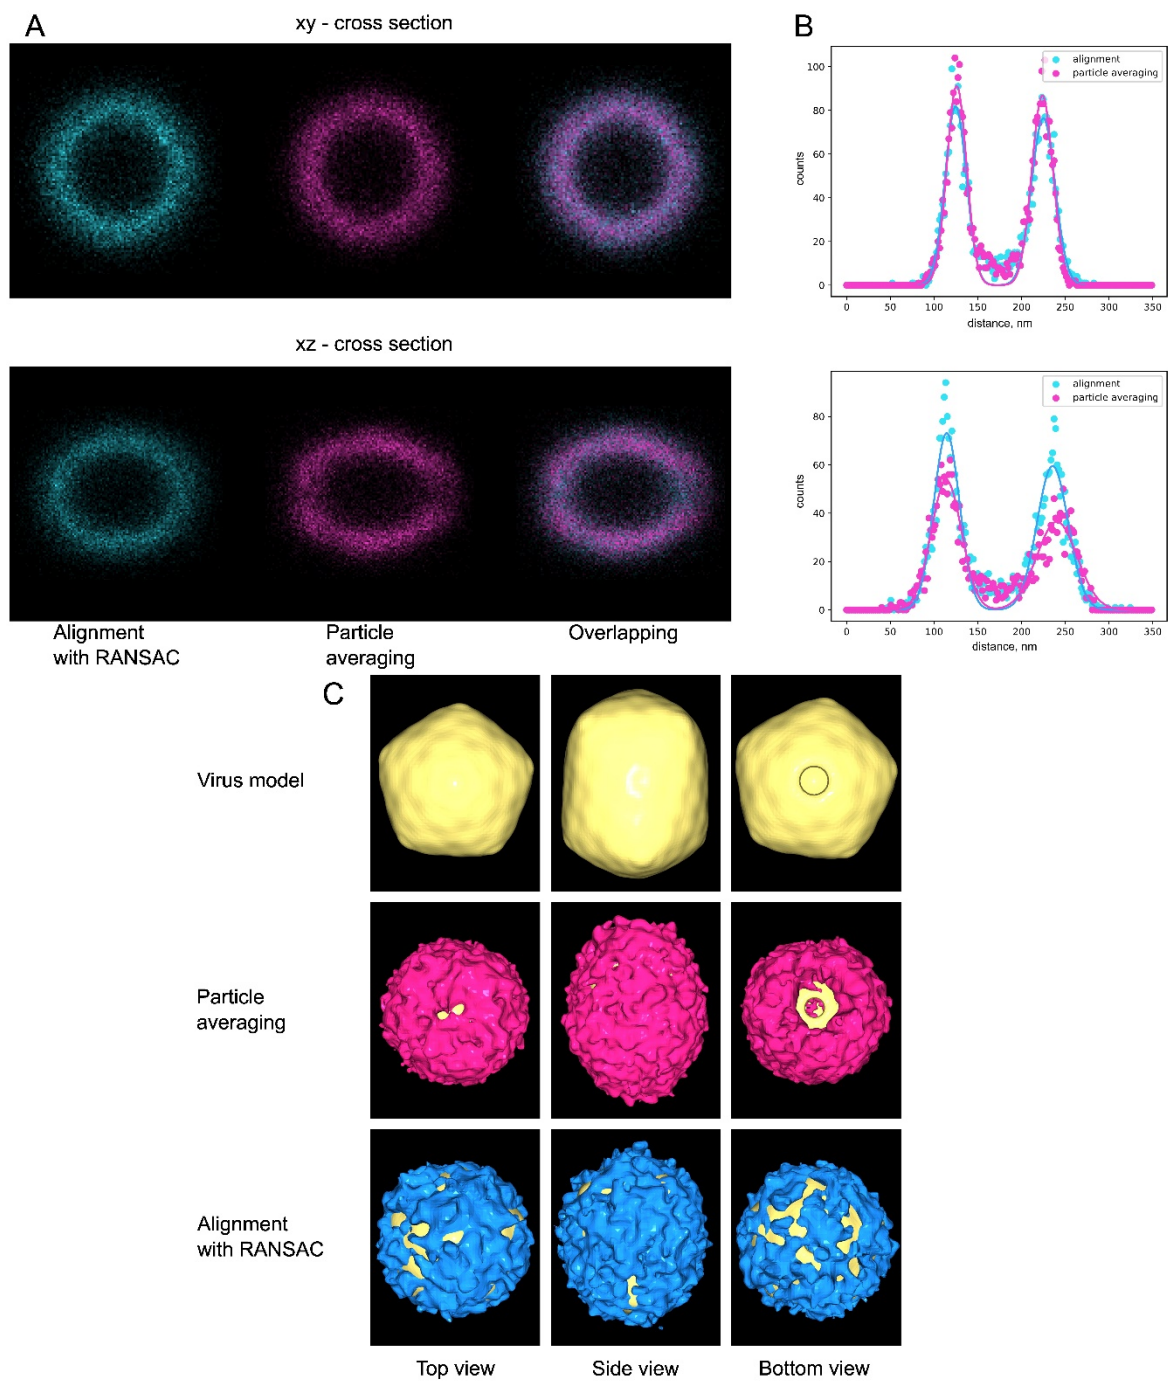 A
xy - cross section
B
alignment
particle averaging
100
80
60
40
20
0
counts
0 50 100 150 200 250 300 350
distance, nm
xz - cross section
alignment
particle averaging
80
60
40
20
0
counts
0 50 100 150 200 250 300 350
distance, nm
Alignment
with RANSAC
Particle
averaging
Overlapping
C
Virus model
Particle
averaging
Alignment
with RANSAC
Top view
Side view
Bottom view